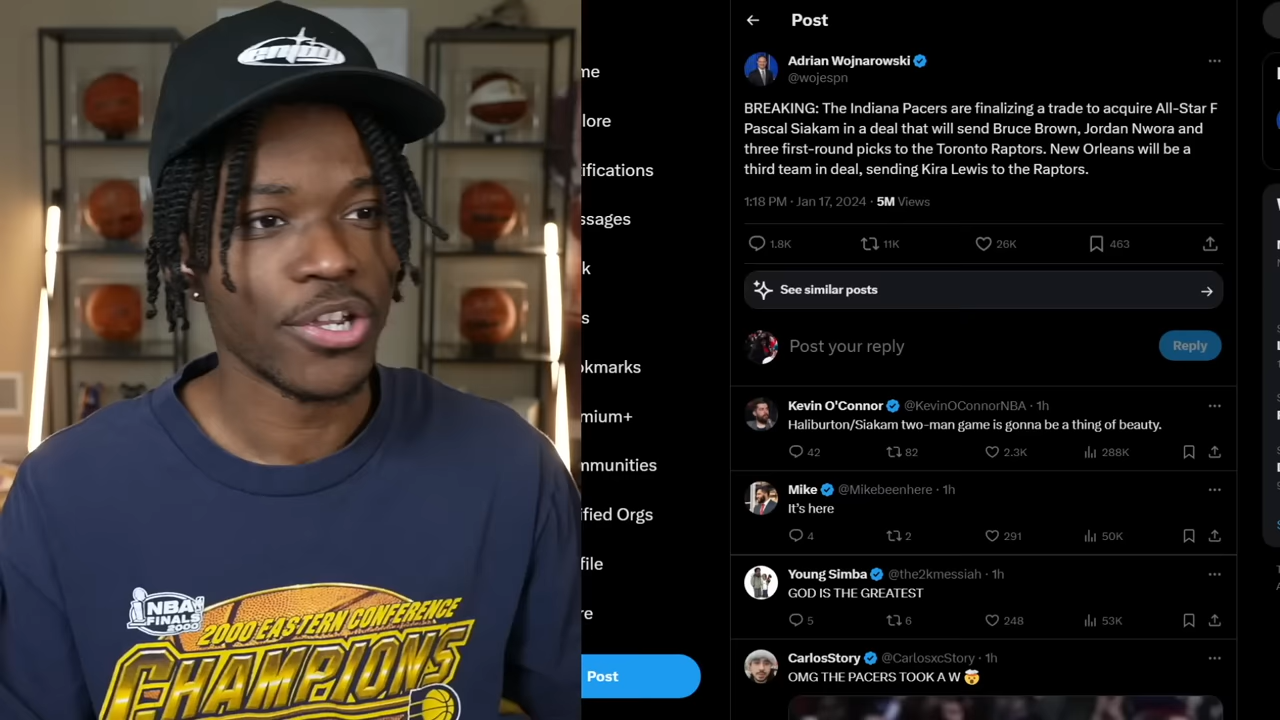 enjoy
NBA
FINALS
2000
2000 EASTERN CONFERENCE
CHAMPIONS
me
lore
ifications
ssages
k
s
okmarks
mium+
mmunities
ified Orgs
file
re
Post
Post
Adrian Wojnarowski
@wojespn
BREAKING: The Indiana Pacers are finalizing a trade to acquire All-Star F
Pascal Siakam in a deal that will send Bruce Brown, Jordan Nwora and
three first-round picks to the Toronto Raptors. New Orleans will be a
third team in deal, sending Kira Lewis to the Raptors.
1:18 PM · Jan 17, 2024 · 5M Views
1.8K 11K 26K 463
See similar posts
Post your reply
Reply
Kevin O'Connor @KevinOConnorNBA · 1h
Haliburton/Siakam two-man game is gonna be a thing of beauty.
42 82 2.3K 288K
Mike @Mikebeenhere · 1h
It's here
4 2 291 50K
Young Simba @the2kmessiah · 1h
GOD IS THE GREATEST
5 6 248 53K
CarlosStory @CarlosxcStory · 1h
OMG THE PACERS TOOK A W 🤯